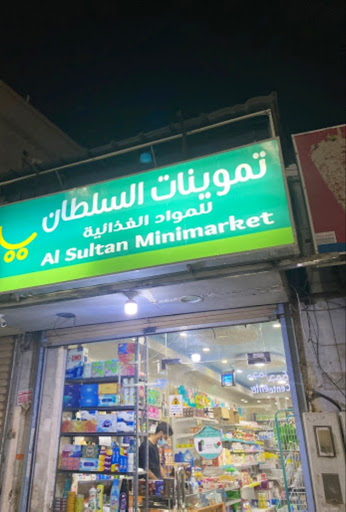 تموينات السلطان
للمواد الغذائية
Al Sultan Minimarket